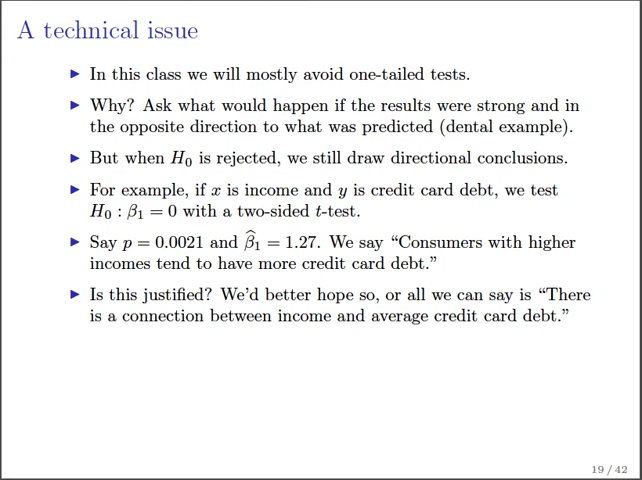 A technical issue
▶ In this class we will mostly avoid one-tailed tests.
▶ Why? Ask what would happen if the results were strong and in
the opposite direction to what was predicted (dental example).
▶ But when H₀ is rejected, we still draw directional conclusions.
▶ For example, if x is income and y is credit card debt, we test
H₀ : β₁ = 0 with a two-sided t-test.
▶ Say p = 0.0021 and β̂₁ = 1.27. We say “Consumers with higher
incomes tend to have more credit card debt.”
▶ Is this justified? We’d better hope so, or all we can say is “There
is a connection between income and average credit card debt.”
19 / 42